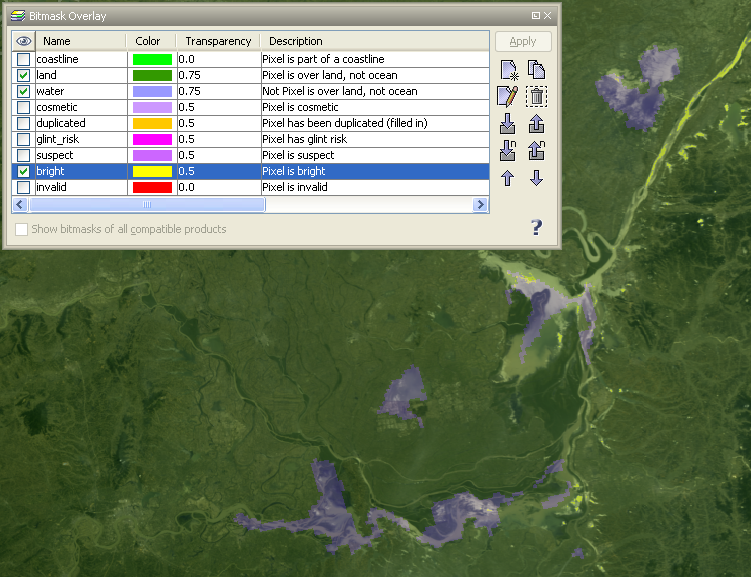 Bitmask Overlay
Name Color Transparency Description
coastline 0.0 Pixel is part of a coastline
land 0.75 Pixel is over land, not ocean
water 0.75 Not Pixel is over land, not ocean
cosmetic 0.5 Pixel is cosmetic
duplicated 0.5 Pixel has been duplicated (filled in)
glint_risk 0.5 Pixel has glint risk
suspect 0.5 Pixel is suspect
bright 0.5 Pixel is bright
invalid 0.0 Pixel is invalid
Apply
n n
Show bitmasks of all compatible products
?